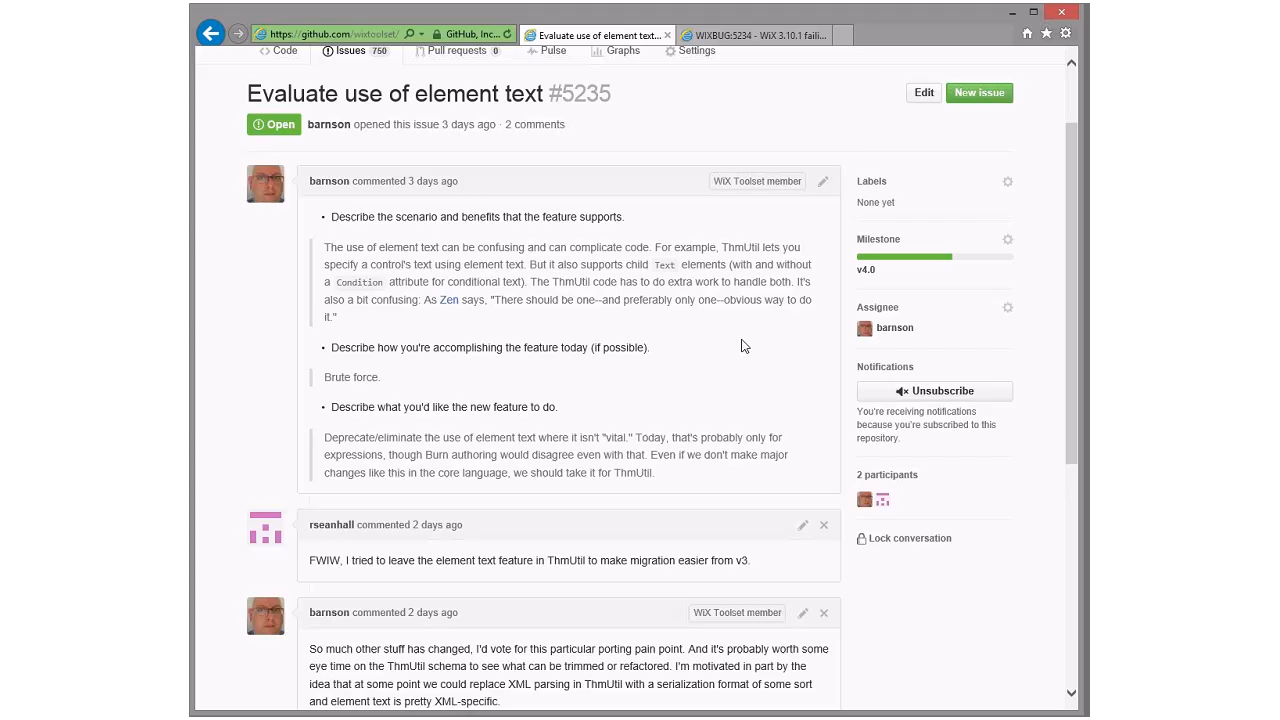 https://github.com/wixtoolset/ GitHub, Inc... Evaluate use of element text... WIXBUG:5234 - WiX 3.10.1 faili...
Code Issues 750 Pull requests 0 Pulse Graphs Settings
Evaluate use of element text #5235
Edit New issue
Open barnson opened this issue 3 days ago · 2 comments
barnson commented 3 days ago WiX Toolset member
• Describe the scenario and benefits that the feature supports.
The use of element text can be confusing and can complicate code. For example, ThmUtil lets you
specify a control's text using element text. But it also supports child Text elements (with and without
a Condition attribute for conditional text). The ThmUtil code has to do extra work to handle both. It's
also a bit confusing: As Zen says, "There should be one--and preferably only one--obvious way to do
it."
• Describe how you're accomplishing the feature today (if possible).
Brute force.
• Describe what you'd like the new feature to do.
Deprecate/eliminate the use of element text where it isn't "vital." Today, that's probably only for
expressions, though Burn authoring would disagree even with that. Even if we don't make major
changes like this in the core language, we should take it for ThmUtil.
rseanhall commented 2 days ago
FWIW, I tried to leave the element text feature in ThmUtil to make migration easier from v3.
barnson commented 2 days ago WiX Toolset member
So much other stuff has changed, I'd vote for this particular porting pain point. And it's probably worth some
eye time on the ThmUtil schema to see what can be trimmed or refactored. I'm motivated in part by the
idea that at some point we could replace XML parsing in ThmUtil with a serialization format of some sort
and element text is pretty XML-specific.
Labels
None yet
Milestone
v4.0
Assignee
barnson
Notifications
Unsubscribe
You're receiving notifications
because you're subscribed to this
repository.
2 participants
Lock conversation